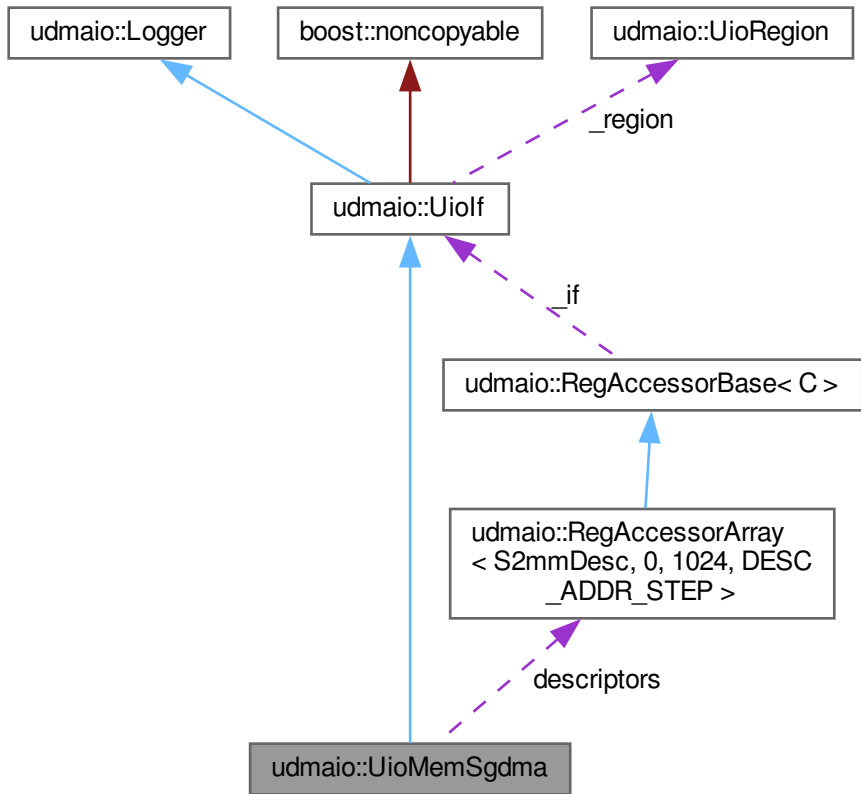 udmaio::Logger
boost::noncopyable
udmaio::UioRegion
_region
udmaio::UioIf
_if
udmaio::RegAccessorBase< C >
udmaio::RegAccessorArray
< S2mmDesc, 0, 1024, DESC
_ADDR_STEP >
descriptors
udmaio::UioMemSgdma